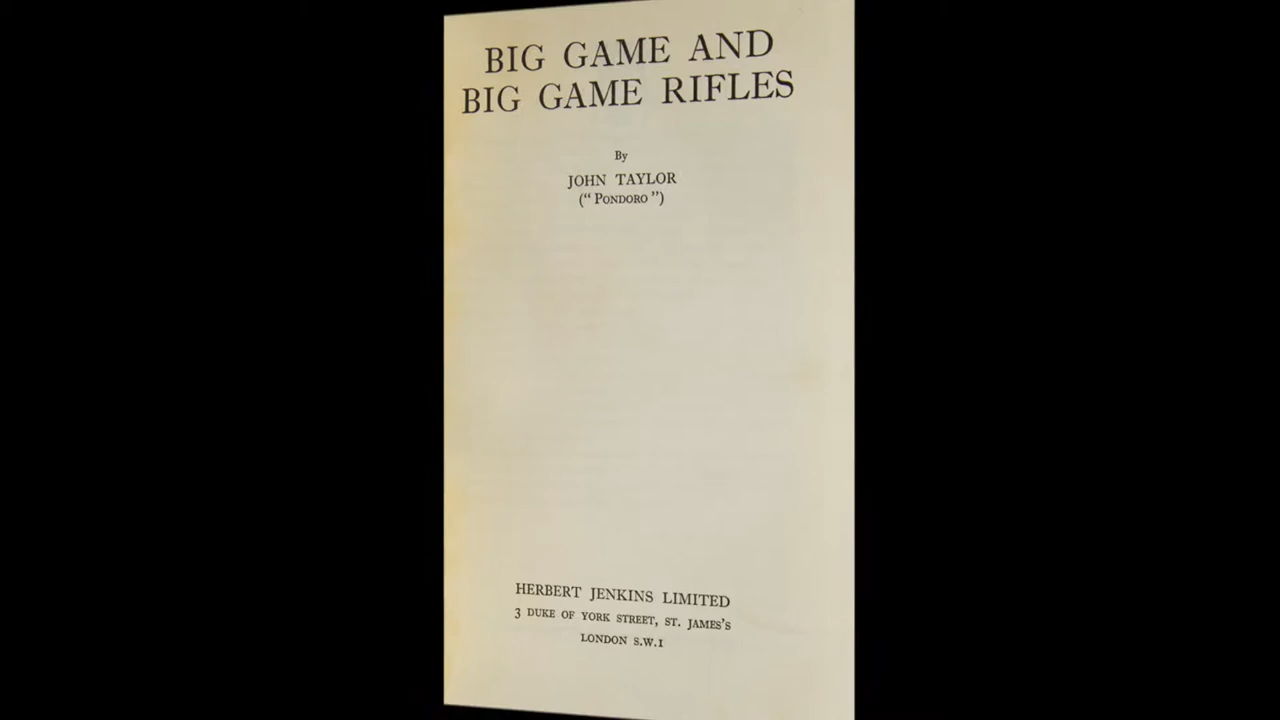 BIG GAME AND
BIG GAME RIFLES
By
JOHN TAYLOR
(“ PONDORO ”)
HERBERT JENKINS LIMITED
3 DUKE OF YORK STREET, ST. JAMES'S
LONDON S.W.1